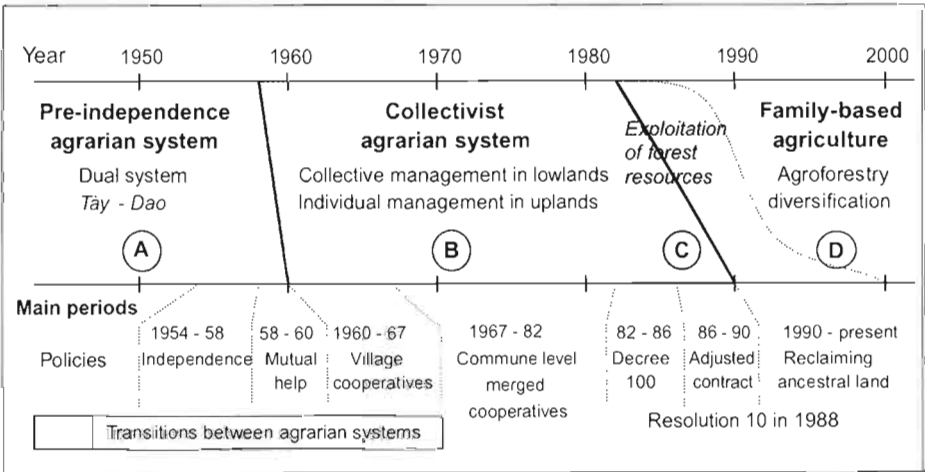 Year 1950 1960 1970 1980 1990 2000
Pre-independence
agrarian system
Dual system
Tày - Dao
A
Collectivist
agrarian system
Collective management in lowlands
Individual management in uplands
B
Exploitation
of forest
resources
C
Family-based
agriculture
Agroforestry
diversification
D
Main periods
1954 - 58 58 - 60 1960 - 67 1967 - 82 82 - 86 86 - 90 1990 - present
Policies
Independence
Mutual
help
Village
cooperatives
Commune level
merged
cooperatives
Decree
100
Adjusted
contract
Reclaiming
ancestral land
Resolution 10 in 1988
Transitions between agrarian systems